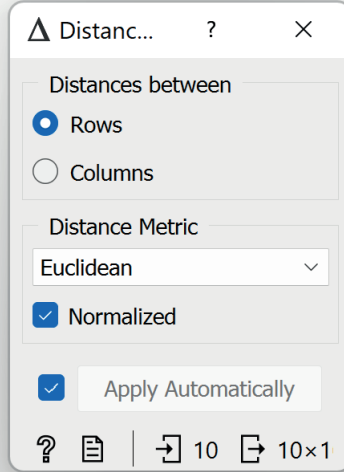 Distanc... ?
Distances between
Rows
Columns
Distance Metric
Euclidean
Normalized
Apply Automatically
? 10 10×1